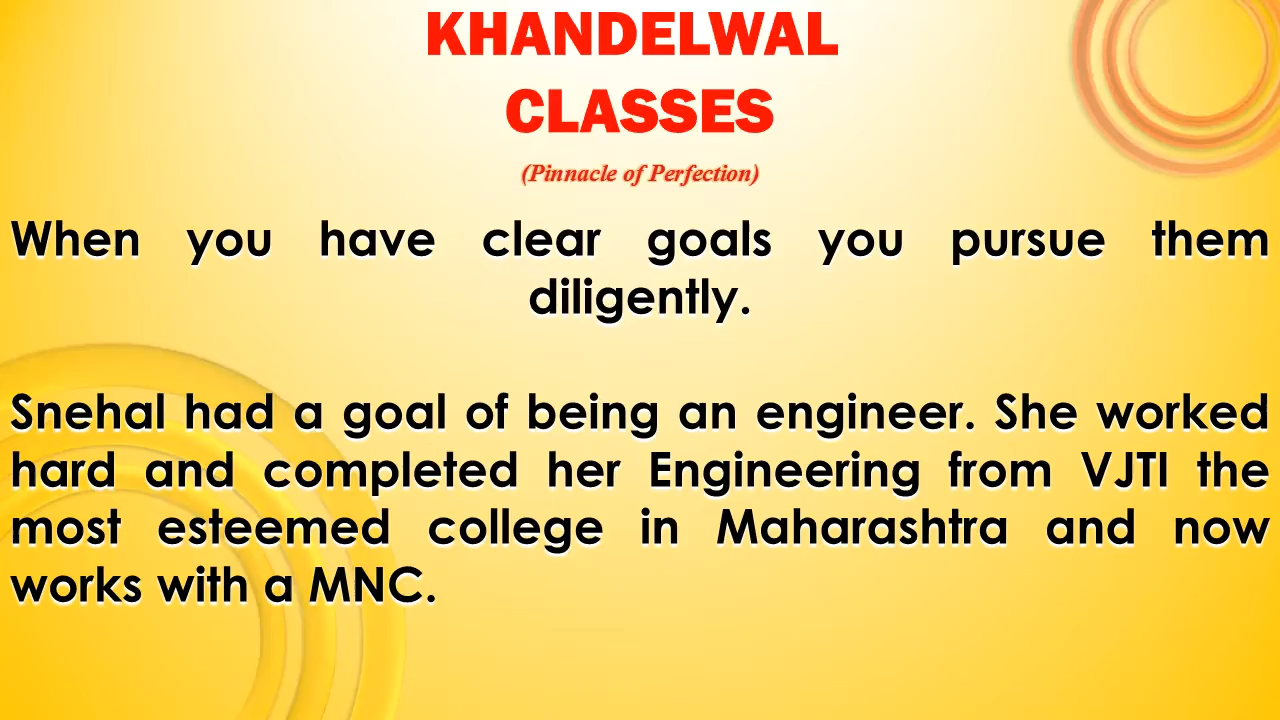 KHANDELWAL
CLASSES
(Pinnacle of Perfection)
When you have clear goals you pursue them
diligently.
Snehal had a goal of being an engineer. She worked
hard and completed her Engineering from VJTI the
most esteemed college in Maharashtra and now
works with a MNC.